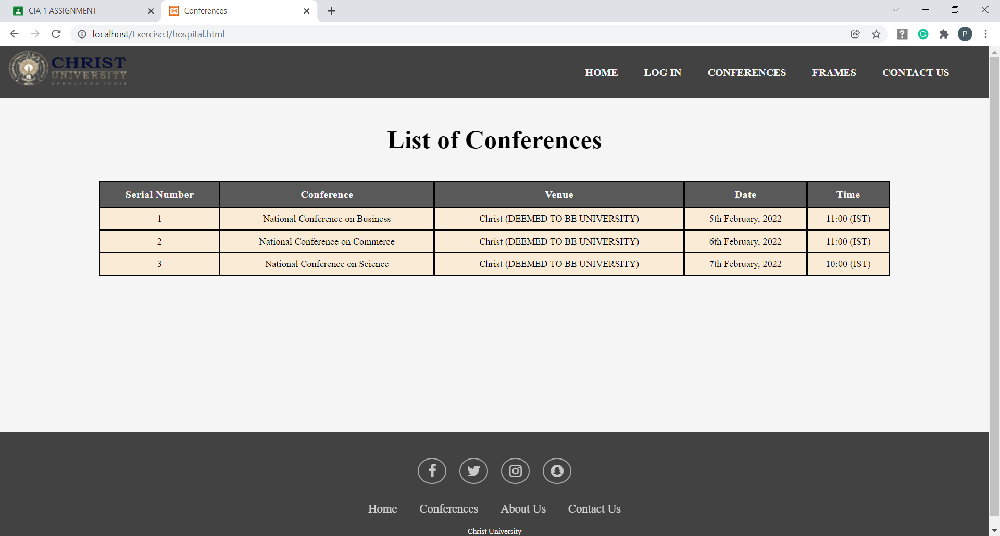 CIA 1 ASSIGNMENT
Conferences
localhost/Exercise3/hospital.html
P
CHRIST
UNIVERSITY
BENGALURU, INDIA
HOME LOG IN CONFERENCES FRAMES CONTACT US
List of Conferences
Serial Number Conference Venue Date Time
1 National Conference on Business Christ (DEEMED TO BE UNIVERSITY) 5th February, 2022 11:00 (IST)
2 National Conference on Commerce Christ (DEEMED TO BE UNIVERSITY) 6th February, 2022 11:00 (IST)
3 National Conference on Science Christ (DEEMED TO BE UNIVERSITY) 7th February, 2022 10:00 (IST)
Home Conferences About Us Contact Us
Christ University